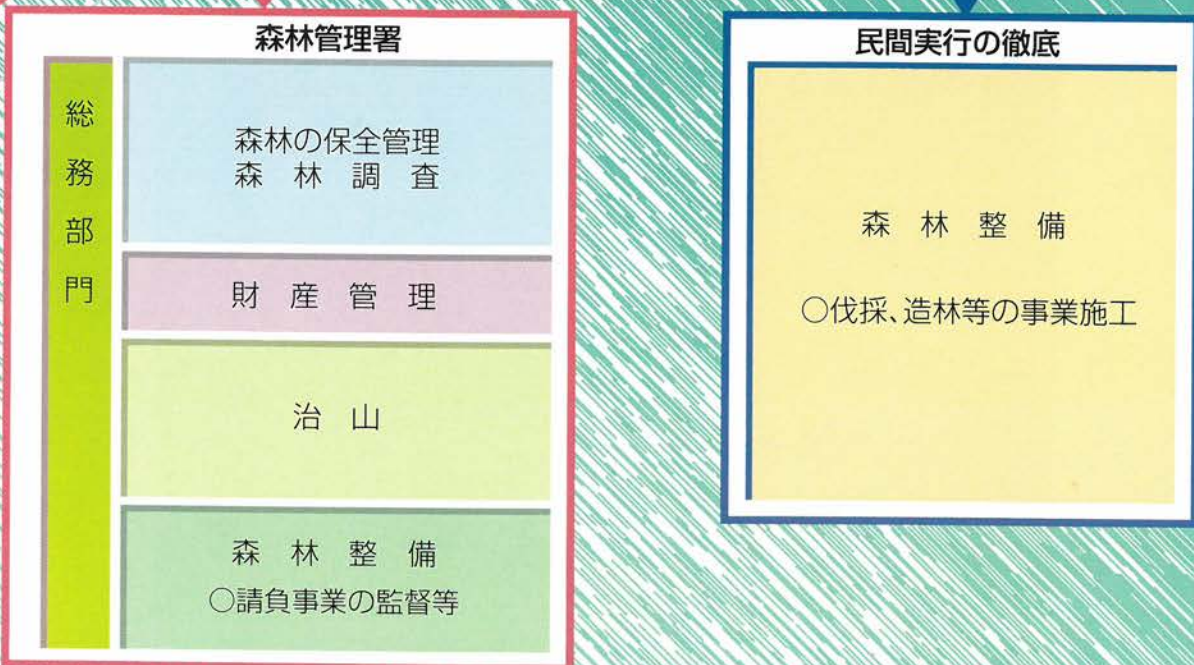 森林管理署
総務部門
森林の保全管理
森林調査
財産管理
治山
森林整備
○請負事業の監督等
民間実行の徹底
森林整備
○伐採、造林等の事業施工